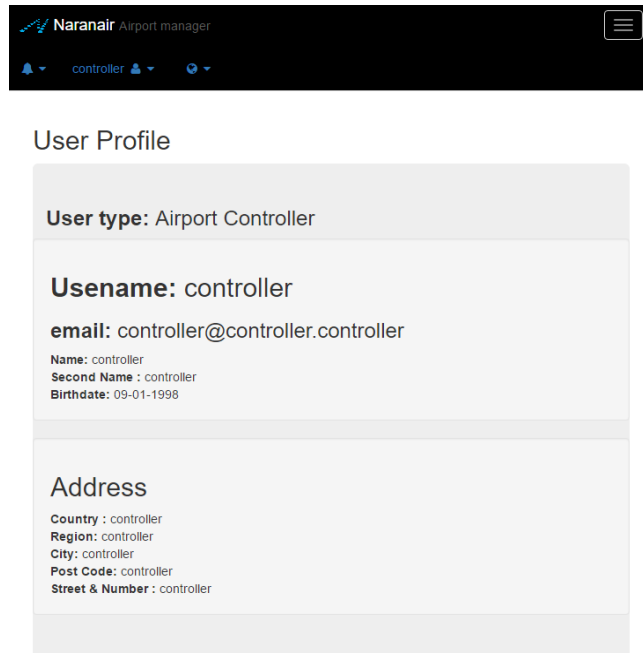 Naranair Airport manager
controller
User Profile
User type: Airport Controller
Usename: controller
email: controller@controller.controller
Name: controller
Second Name : controller
Birthdate: 09-01-1998
Address
Country : controller
Region: controller
City: controller
Post Code: controller
Street & Number : controller